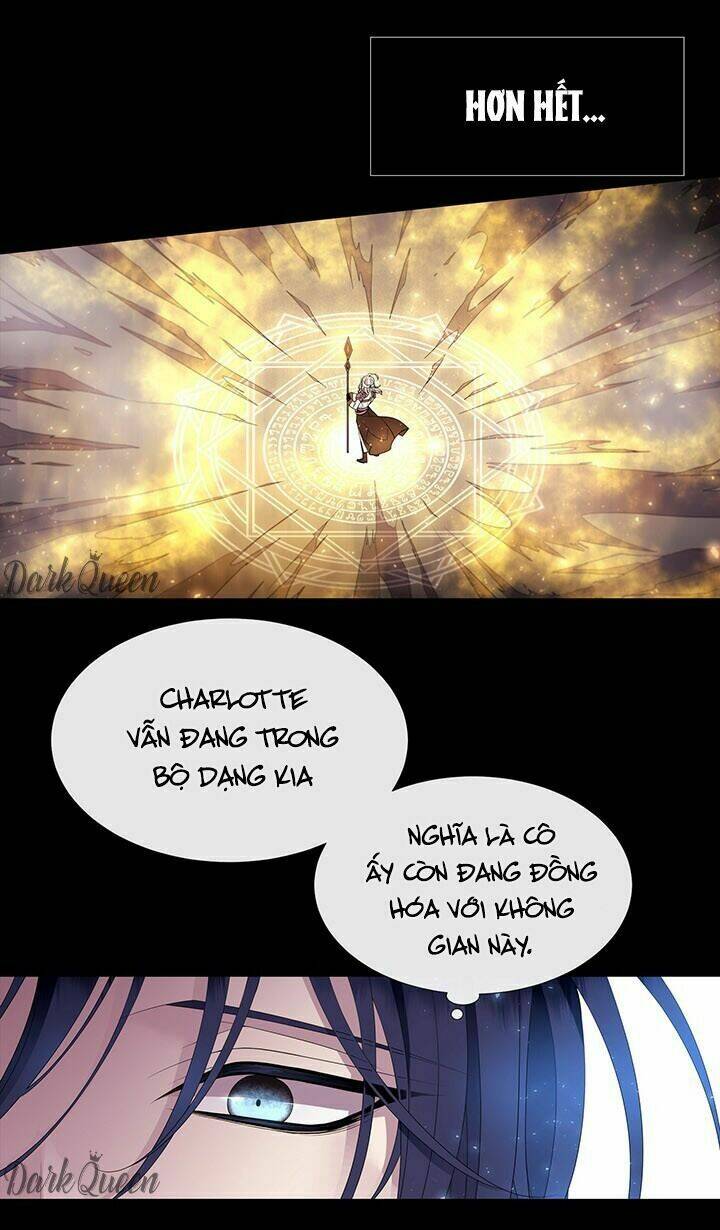 HƠN HẾT...
DarkQueen
CHARLOTTE
VẪN ĐANG TRONG
BỘ DẠNG KIA
NGHĨA LÀ CÔ
ẤY CÒN ĐANG ĐỒNG
HÓA VỚI KHÔNG
GIAN NÀY.
DarkQueen